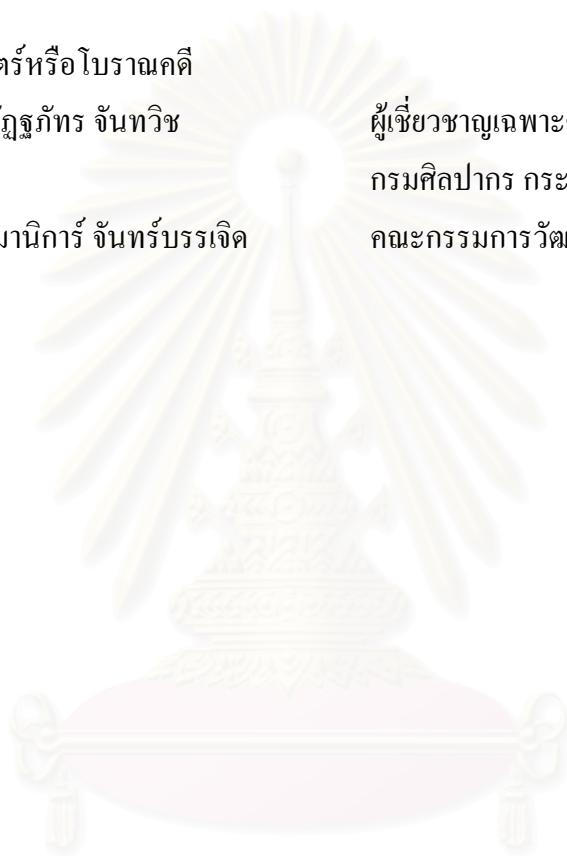 ตร์หรือโบราณคดี
ัฏฐภัทร จันทวิช ผู้เชี่ยวชาญเฉพาะ
กรมศิลปากร กระ
มานิการ์ จันทร์บรรเจิด คณะกรรมการวัฒ